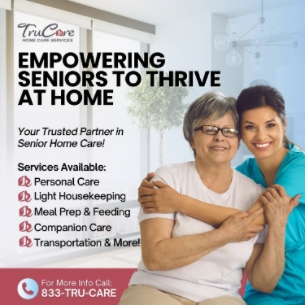 TruCare
HOME CARE SERVICES
EMPOWERING
SENIORS TO THRIVE
AT HOME
Your Trusted Partner in
Senior Home Care!
Services Available:
Personal Care
Light Housekeeping
Meal Prep & Feeding
Companion Care
Transportation & More!
For More Info Call:
833-TRU-CARE